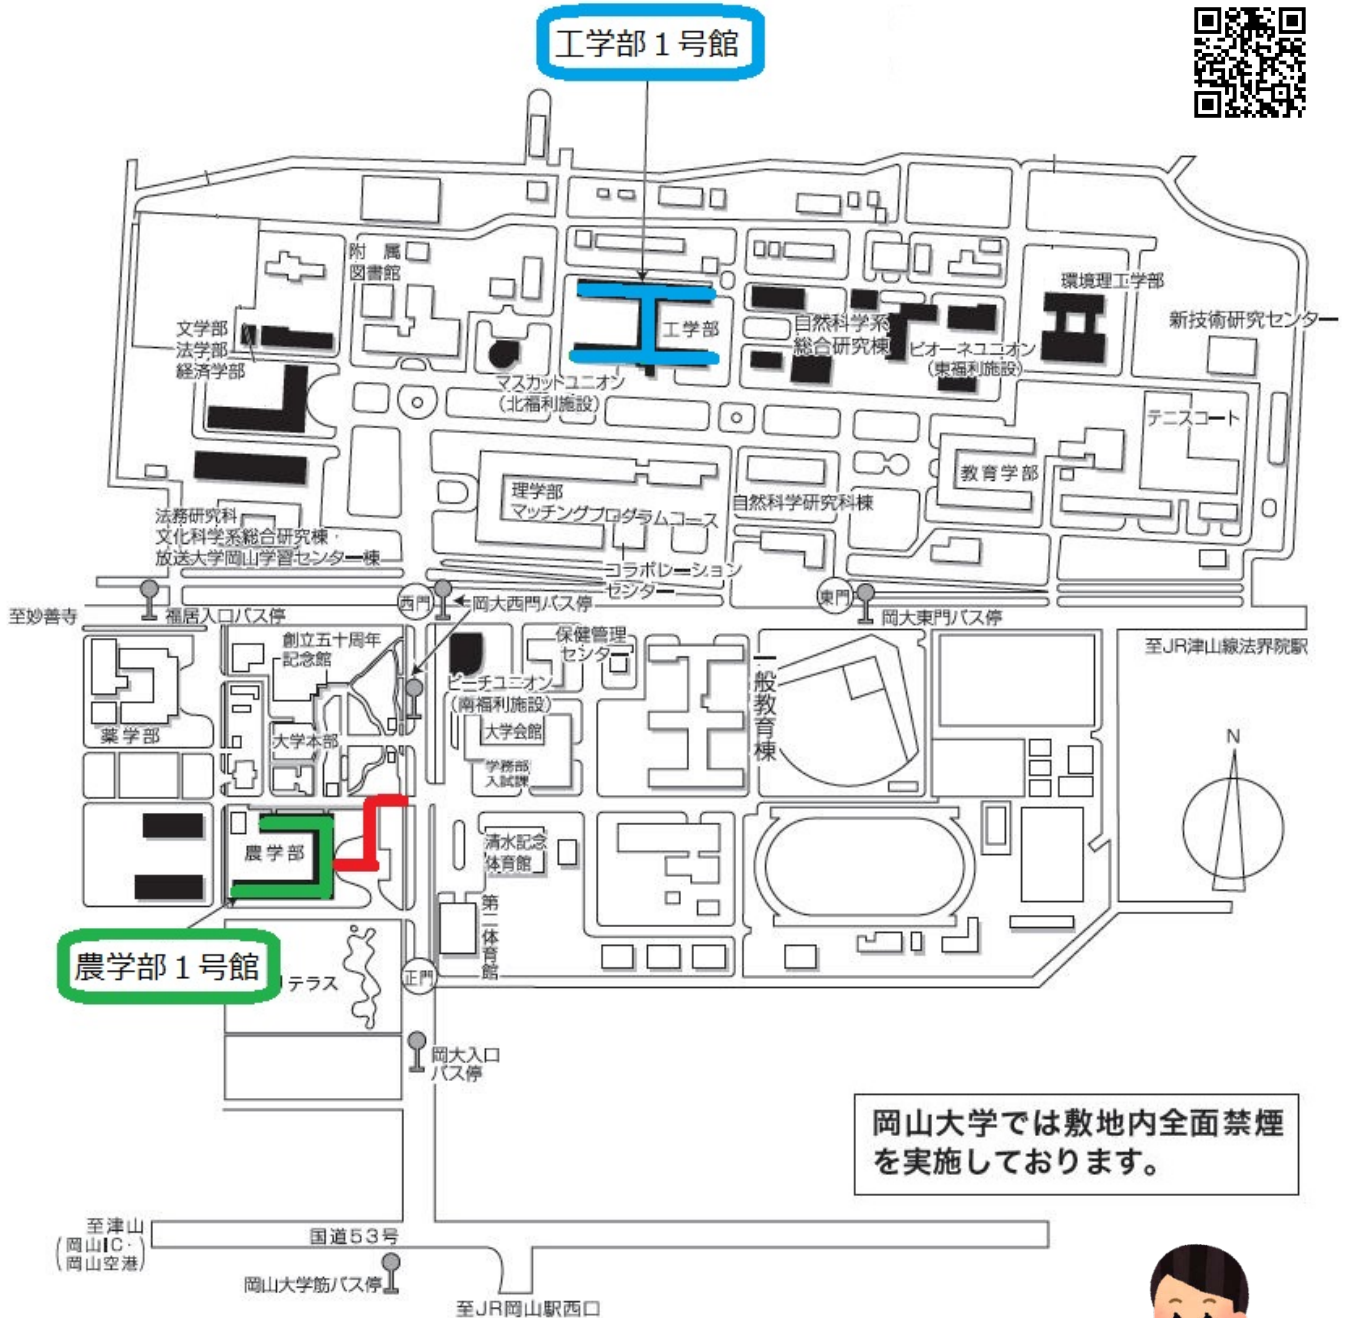 工学部１号館
附　属
図書館
環境理工学部
新技術研究センター
文学部
法学部
経済学部
工学部
自然科学系
総合研究棟
ピオーネユニオン
（東福利施設）
マスカットユニオン
（北福利施設）
テニスコート
教育学部
理学部
マッチングプログラムコース
自然科学研究科棟
法務研究科
文化科学系総合研究棟・
放送大学岡山学習センター棟
コラボレーション
センター
至妙善寺
福居入口バス停
西門
岡大西門バス停
東門
岡大東門バス停
至JR津山線法界院駅
創立五十周年
記念館
保健管理
センター
ピーチユニオン
（南福利施設）
一般教育棟
薬学部
大学本部
大学会館
学務部
入試課
N
農学部
清水記念
体育館
第二体育館
農学部１号館
テラス
正門
岡大入口
バス停
岡山大学では敷地内全面禁煙
を実施しております。
至津山
（岡山IC・
岡山空港）
国道53号
岡山大学筋バス停
至JR岡山駅西口